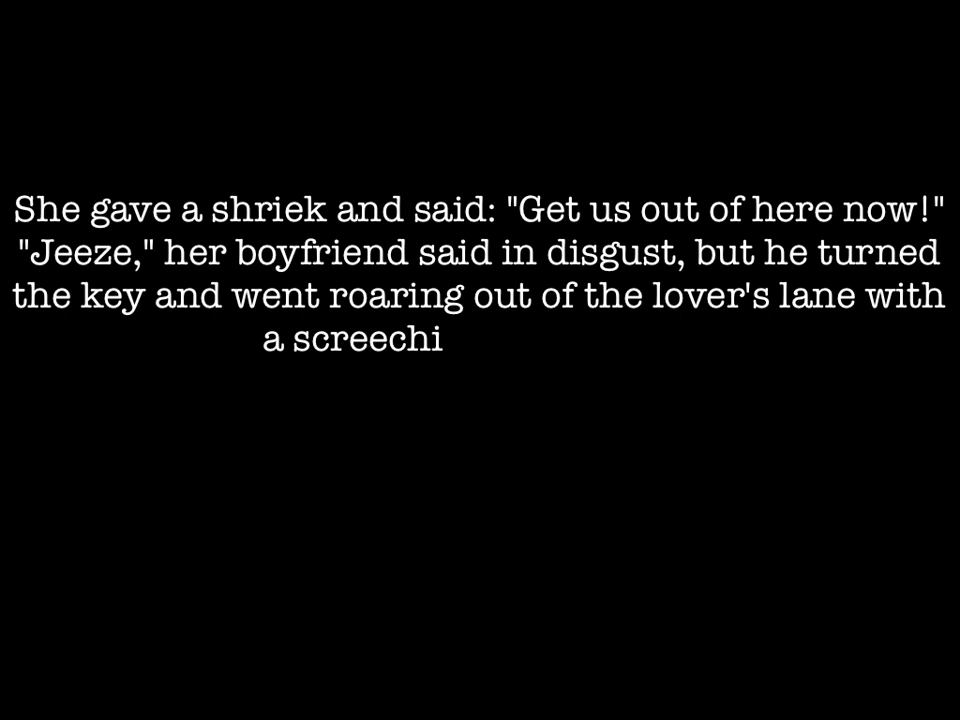 She gave a shriek and said: "Get us out of here now!"
"Jeeze," her boyfriend said in disgust, but he turned
the key and went roaring out of the lover's lane with
a screechi